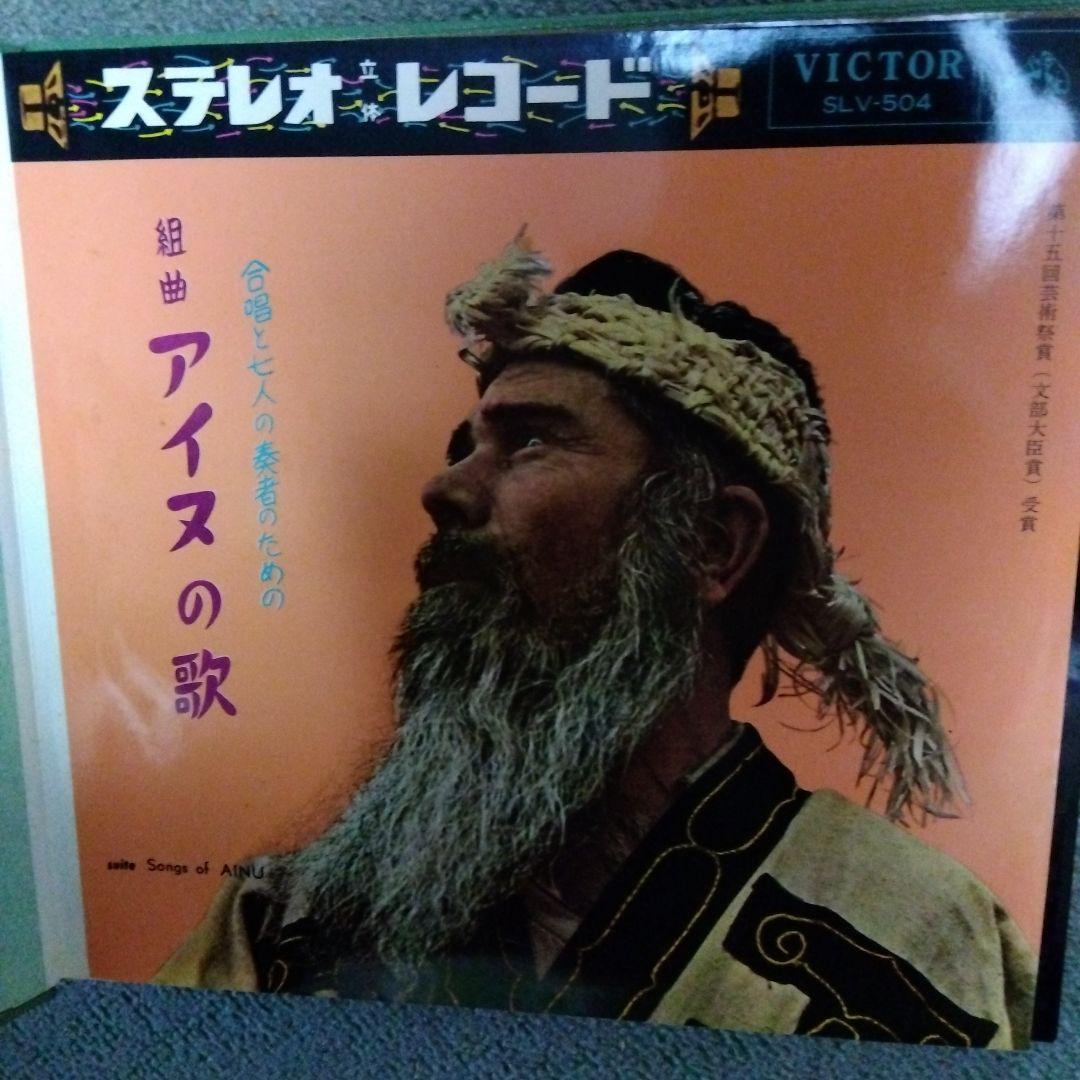 ステレオ立体レコード
VICTOR
SLV-504
第十五回芸術祭賞(文部大臣賞)受賞
合唱と七人の奏者のための
組曲 アイヌの歌
suite Songs of AINU